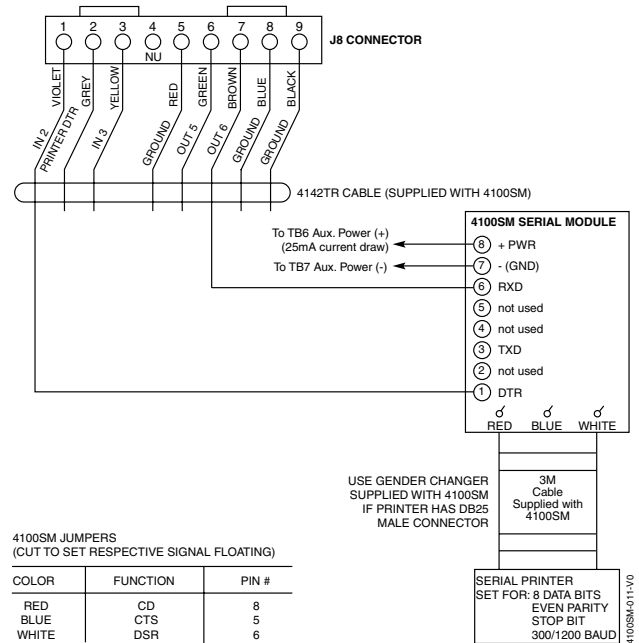 1 2 3 4 5 6 7 8 9
NU
J8 CONNECTOR
VIOLET
GREY
YELLOW
RED
GREEN
BROWN
BLUE
BLACK
IN 2
PRINTER DTR
IN 3
GROUND
OUT 5
OUT 6
GROUND
GROUND
4142TR CABLE (SUPPLIED WITH 4100SM)
4100SM SERIAL MODULE
To TB6 Aux. Power (+)
(25mA current draw)
To TB7 Aux. Power (-)
8 + PWR
7 - (GND)
6 RXD
5 not used
4 not used
3 TXD
2 not used
1 DTR
RED BLUE WHITE
USE GENDER CHANGER
SUPPLIED WITH 4100SM
IF PRINTER HAS DB25
MALE CONNECTOR
3M
Cable
Supplied with
4100SM
4100SM JUMPERS
(CUT TO SET RESPECTIVE SIGNAL FLOATING)
COLOR FUNCTION PIN #
RED CD 8
BLUE CTS 5
WHITE DSR 6
SERIAL PRINTER
SET FOR: 8 DATA BITS
EVEN PARITY
STOP BIT
300/1200 BAUD
4100SM-011-V0